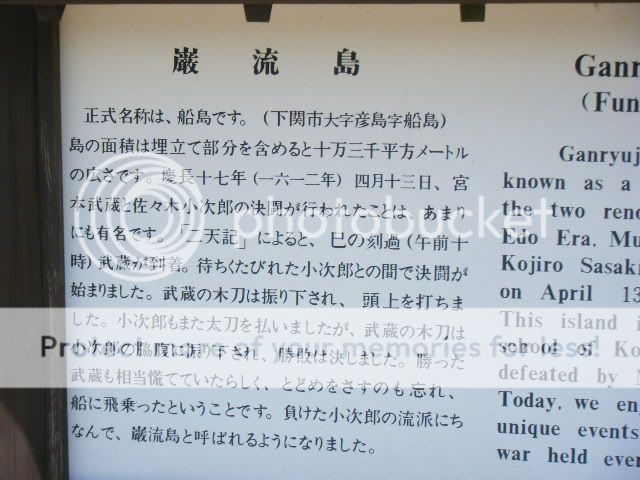 巌流島
正式名称は、船島です。(下関市大字彦島字船島)
島の面積は埋立て部分を含めると十万三千平方メートル
の広さです。慶長十七年(一六一二年)四月十三日、宮
本武蔵と佐々木小次郎の決闘が行われたことは、あまり
にも有名です。「二天記」によると、巳の刻過(午前十
時)武蔵が到着。待ちくたびれた小次郎との間で決闘が
始まりました。武蔵の木刀は振り下され、頭上を打ちま
した。小次郎もまた太刀を払いましたが、武蔵の木刀は
小次郎の脇腹に振り下され、勝敗は決しました。勝った
武蔵も相当慌てていたらしく、とどめをさすのも忘れ、
船に飛乗ったということです。負けた小次郎の流派にち
なんで、巌流島と呼ばれるようになりました。
Ganr
(Fun
Ganryuj
known as a
the two reno
Edo Era, Mu
Kojiro Sasaki
on April 13
This island i
school of Ko
defeated by
Today, we en
unique events
war held ever
photobucket
of your memories for less!